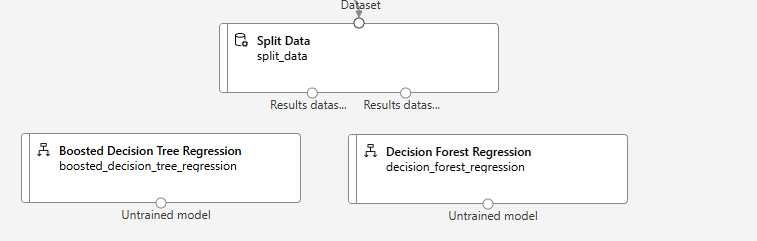 Dataset
Split Data
split_data
Results datas... Results datas...
Boosted Decision Tree Regression
boosted_decision_tree_regression
Untrained model
Decision Forest Regression
decision_forest_regression
Untrained model